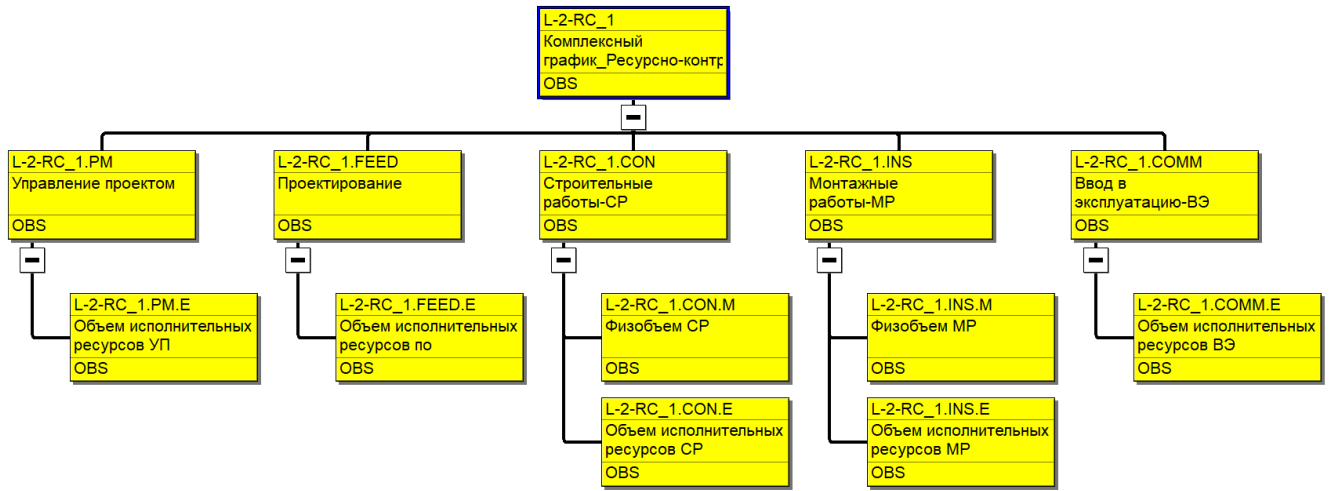 L-2-RC_1
Комплексный
график_Ресурсно-контр
OBS
L-2-RC_1.PM
Управление проектом
OBS
L-2-RC_1.FEED
Проектирование
OBS
L-2-RC_1.CON
Строительные
работы-СР
OBS
L-2-RC_1.INS
Монтажные
работы-МР
OBS
L-2-RC_1.COMM
Ввод в
эксплуатацию-ВЭ
OBS
L-2-RC_1.PM.E
Объем исполнительных
ресурсов УП
OBS
L-2-RC_1.FEED.E
Объем исполнительных
ресурсов по
OBS
L-2-RC_1.CON.M
Физобъем СР
OBS
L-2-RC_1.INS.M
Физобъем МР
OBS
L-2-RC_1.COMM.E
Объем исполнительных
ресурсов ВЭ
OBS
L-2-RC_1.CON.E
Объем исполнительных
ресурсов СР
OBS
L-2-RC_1.INS.E
Объем исполнительных
ресурсов МР
OBS